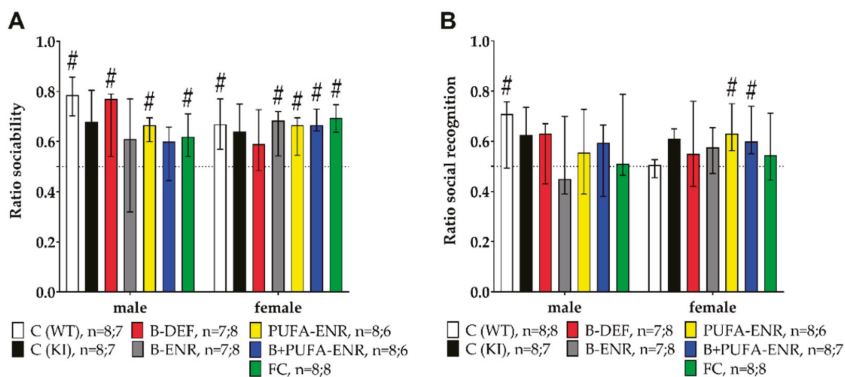 A
Ratio sociability
1.0
0.8
0.6
0.4
0.2
0.0
# # # # # # # # #
male female
C (WT), n=8;7 B-DEF, n=7;8 PUFA-ENR, n=8;6
C (KI), n=8;7 B-ENR, n=7;8 B+PUFA-ENR, n=8;6
FC, n=8;8
B
Ratio social recognition
1.0
0.8
0.6
0.4
0.2
0.0
# # #
male female
C (WT), n=8;8 B-DEF, n=7;8 PUFA-ENR, n=8;6
C (KI), n=8;7 B-ENR, n=7;8 B+PUFA-ENR, n=8;7
FC, n=8;8